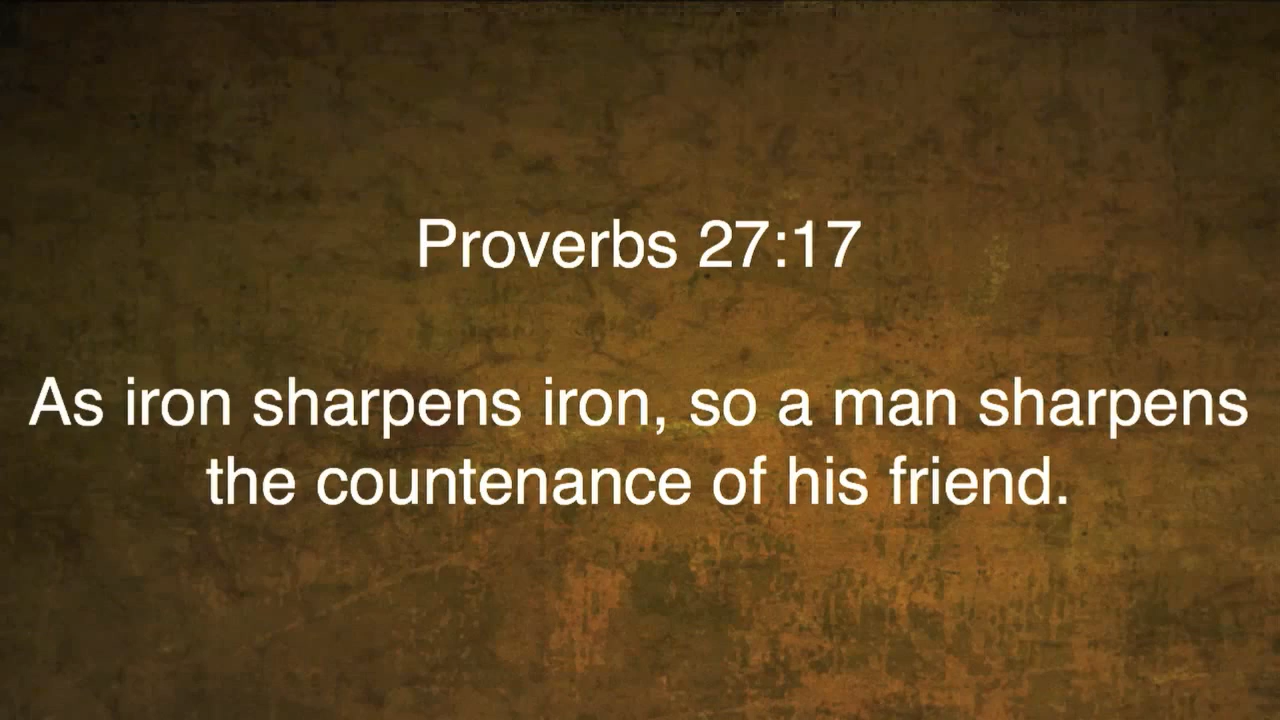 Proverbs 27:17
As iron sharpens iron, so a man sharpens
the countenance of his friend.